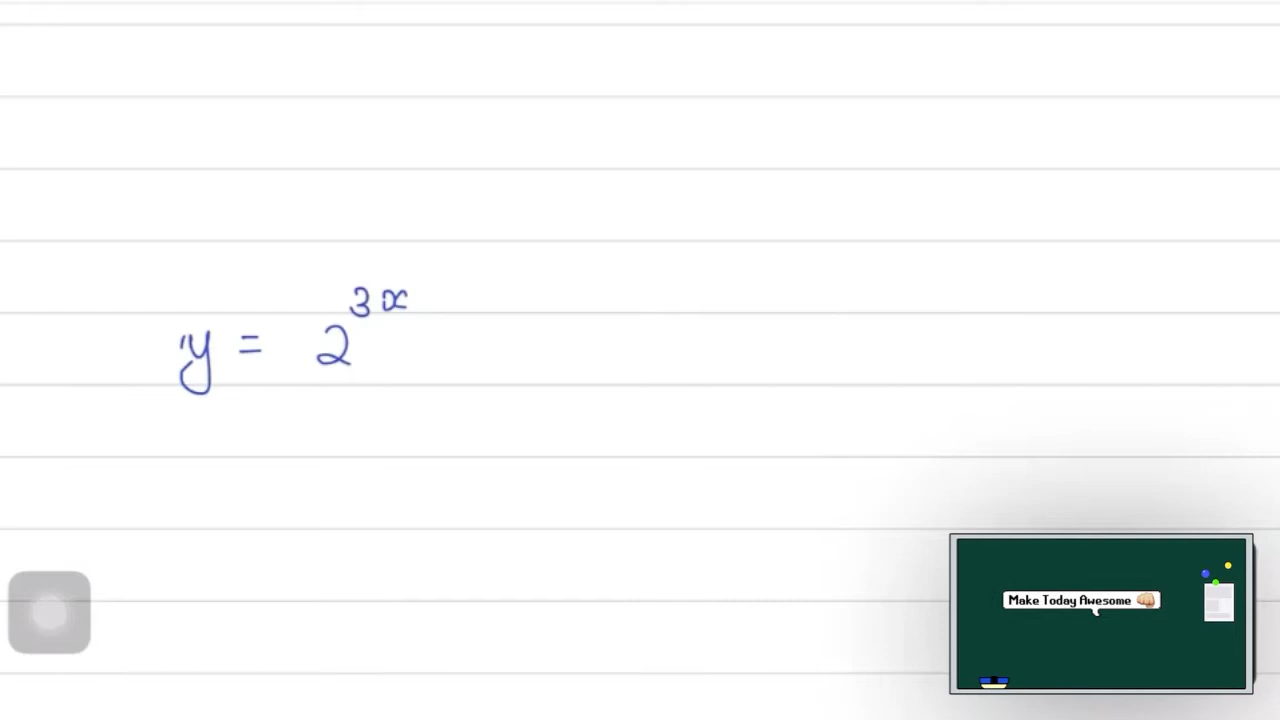 y = 2^{3x}
Make Today Awesome 👊